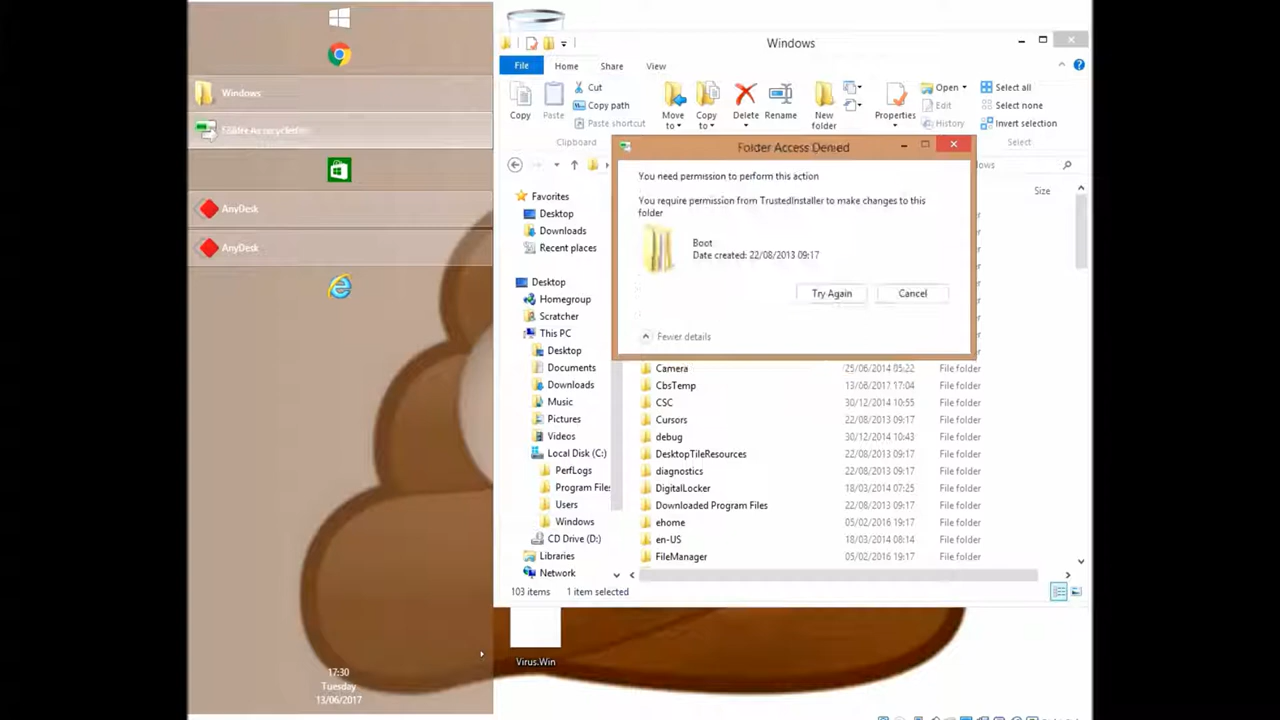 Windows
AnyDesk
AnyDesk
17:30
Tuesday
13/06/2017
Windows
File
Home
Share
View
Copy
Paste
Cut
Copy path
Paste shortcut
Clipboard
Move to
Copy to
Delete
Rename
New folder
Properties
Open
Edit
History
Select all
Select none
Invert selection
Select
Size
Favorites
Desktop
Downloads
Recent places
Desktop
Homegroup
Scratcher
This PC
Desktop
Documents
Downloads
Music
Pictures
Videos
Local Disk (C:)
PerfLogs
Program Files
Users
Windows
CD Drive (D:)
Libraries
Network
Folder Access Denied
You need permission to perform this action
You require permission from TrustedInstaller to make changes to this
folder
Boot
Date created: 22/08/2013 09:17
Try Again
Cancel
Fewer details
Camera 25/06/2014 05:22 File folder
CbsTemp 13/06/2017 17:04 File folder
CSC 30/12/2014 10:55 File folder
Cursors 22/08/2013 09:17 File folder
debug 30/12/2014 10:43 File folder
DesktopTileResources 22/08/2013 09:17 File folder
diagnostics 22/08/2013 09:17 File folder
DigitalLocker 18/03/2014 07:25 File folder
Downloaded Program Files 22/08/2013 09:17 File folder
ehome 05/02/2016 19:17 File folder
en-US 18/03/2014 08:14 File folder
FileManager 05/02/2016 19:17 File folder
103 items 1 item selected
Virus.Win